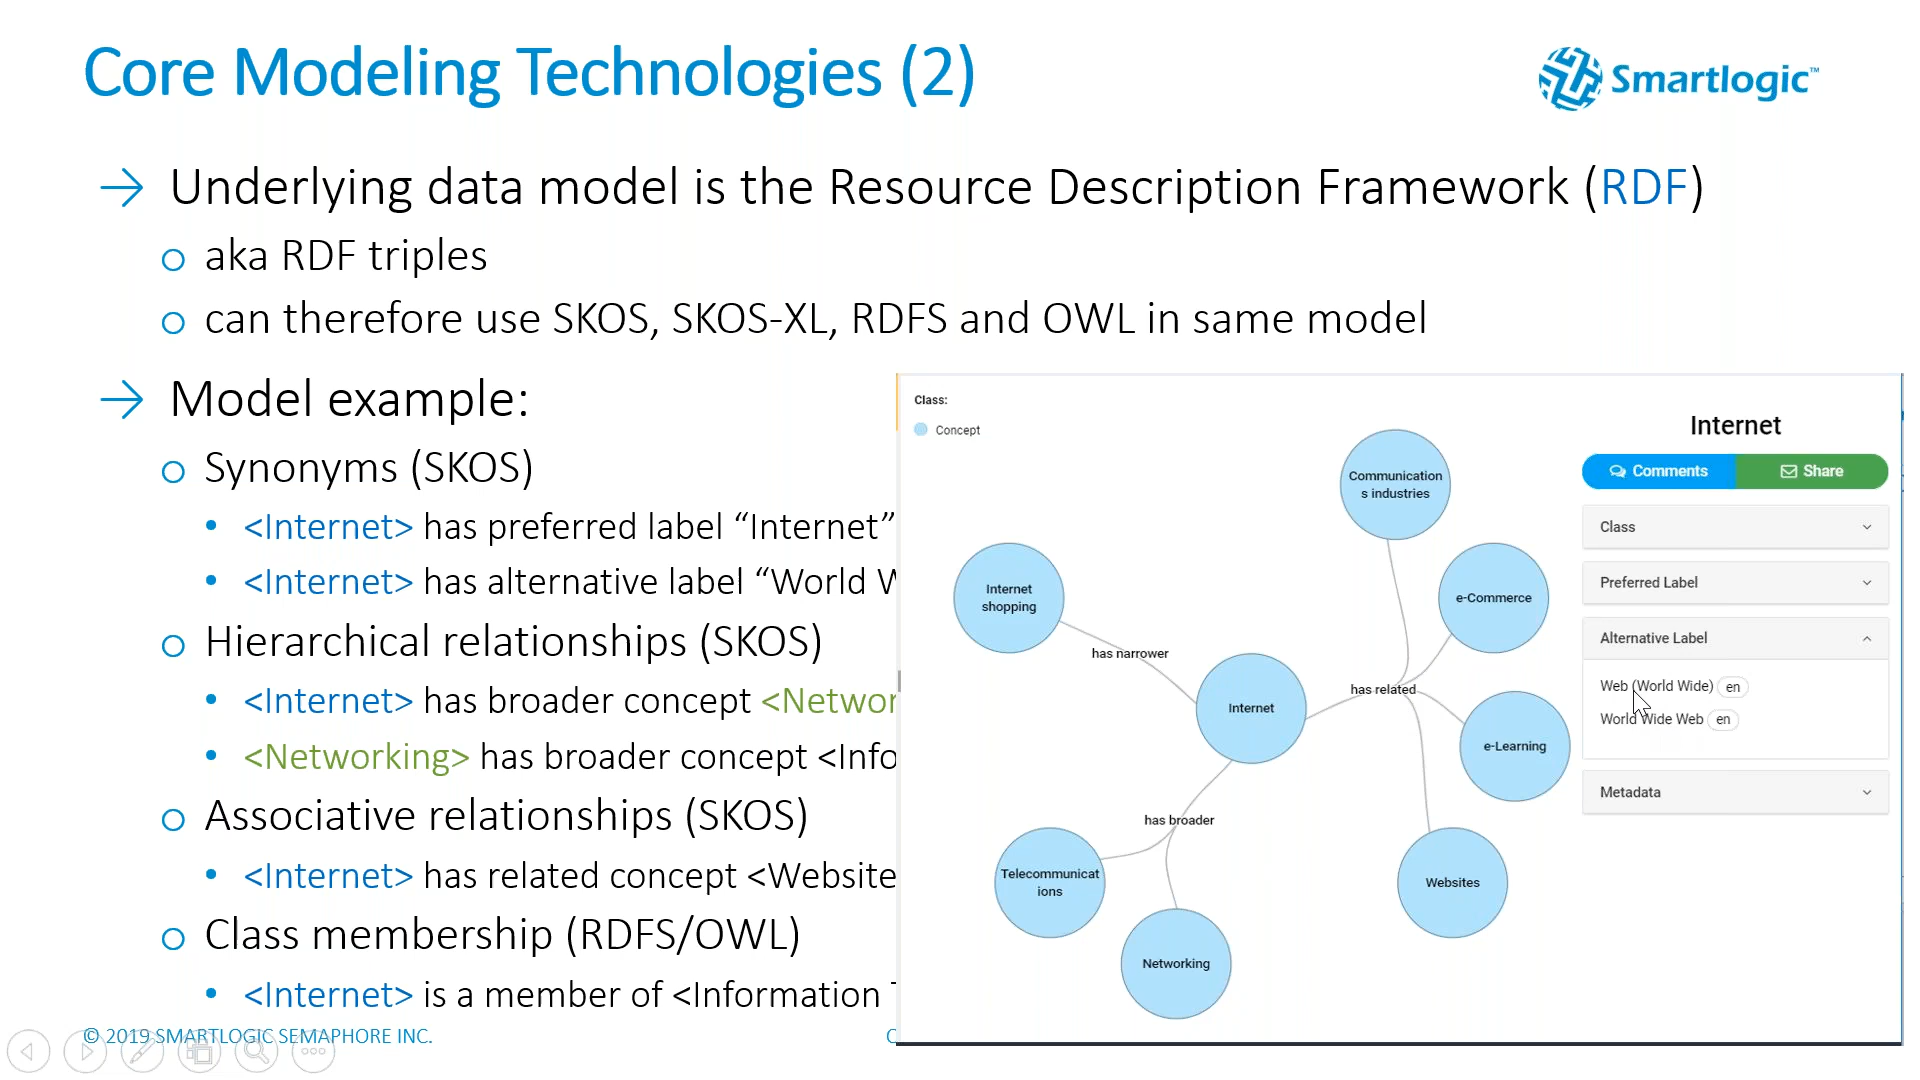 Core Modeling Technologies (2)
Smartlogic™
Underlying data model is the Resource Description Framework (RDF)
aka RDF triples
can therefore use SKOS, SKOS-XL, RDFS and OWL in same model
Model example:
Synonyms (SKOS)
<Internet> has preferred label “Internet”
<Internet> has alternative label “World
Hierarchical relationships (SKOS)
<Internet> has broader concept
<Networking> has broader concept
Associative relationships (SKOS)
<Internet> has related concept <Website
Class membership (RDFS/OWL)
<Internet> is a member of <Information
© 2019 SMARTLOGIC SEMAPHORE INC.
Class:
Concept
Communication
s industries
Internet
shopping
e-Commerce
has narrower
has related
Internet
e-Learning
has broader
Telecommunicat
ions
Websites
Networking
Internet
Comments
Share
Class
Preferred Label
Alternative Label
Web (World Wide) en
World Wide Web en
Metadata